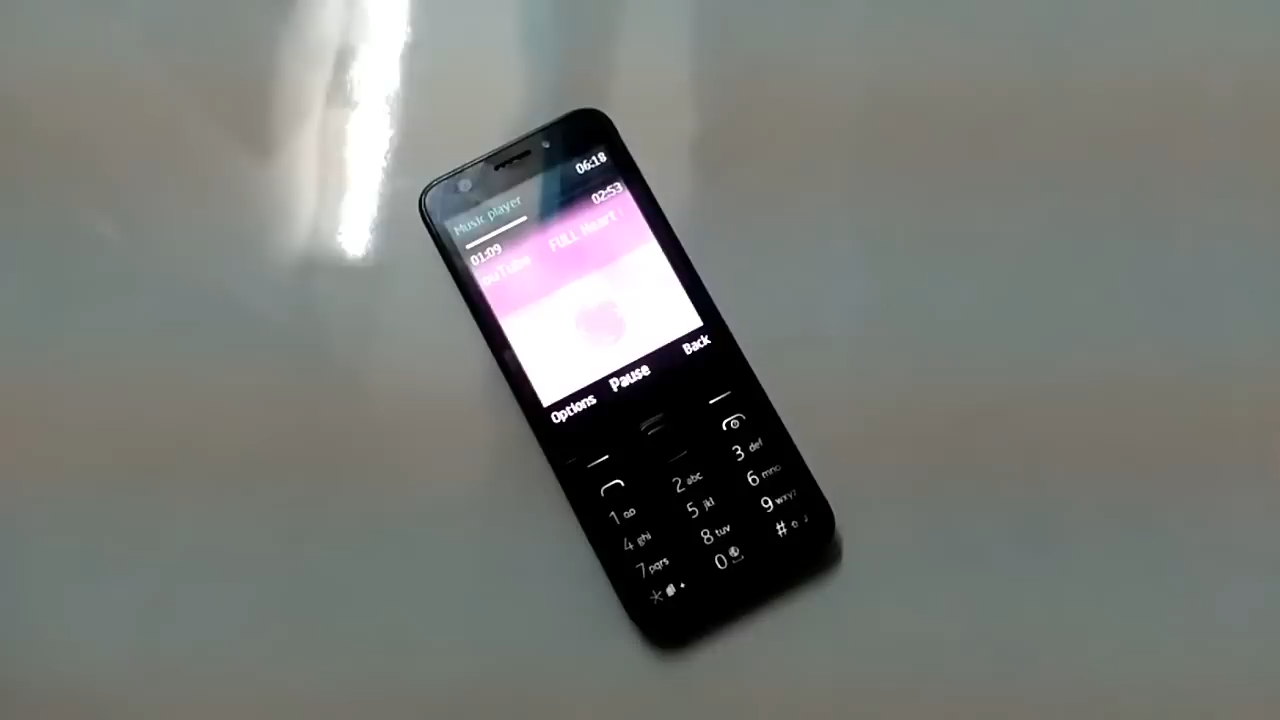 06:18
Music player
01:09 02:53
ouTube FULL Heart
Options Pause Back
1
2 abc
3 def
4 ghi
5 jkl
6 mno
7 pqrs
8 tuv
9 wxyz
*
0
#